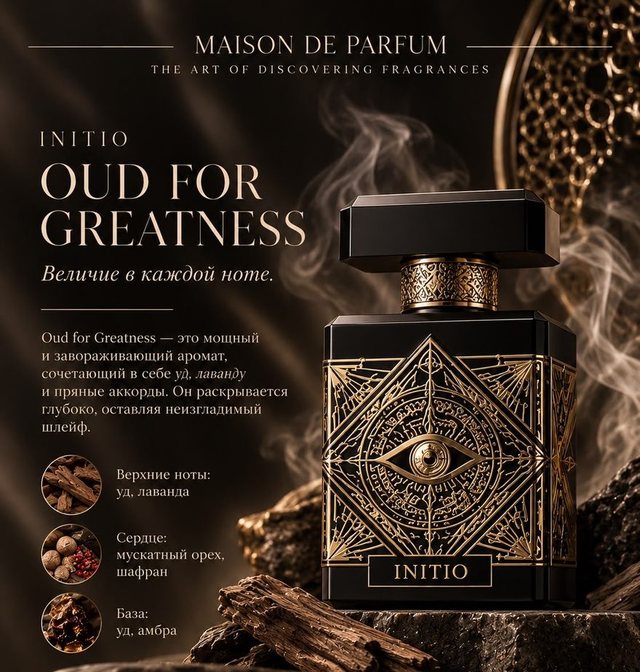 MAISON DE PARFUM
THE ART OF DISCOVERING FRAGRANCES
INITIO
OUD FOR
GREATNESS
Величие в каждой ноте.
Oud for Greatness — это мощный
и завораживающий аромат,
сочетающий в себе уд, лаванду
и пряные аккорды. Он раскрывается
глубоко, оставляя неизгладимый
шлейф.
Верхние ноты:
уд, лаванда
Сердце:
мускатный орех,
шафран
База:
уд, амбра
INITIO